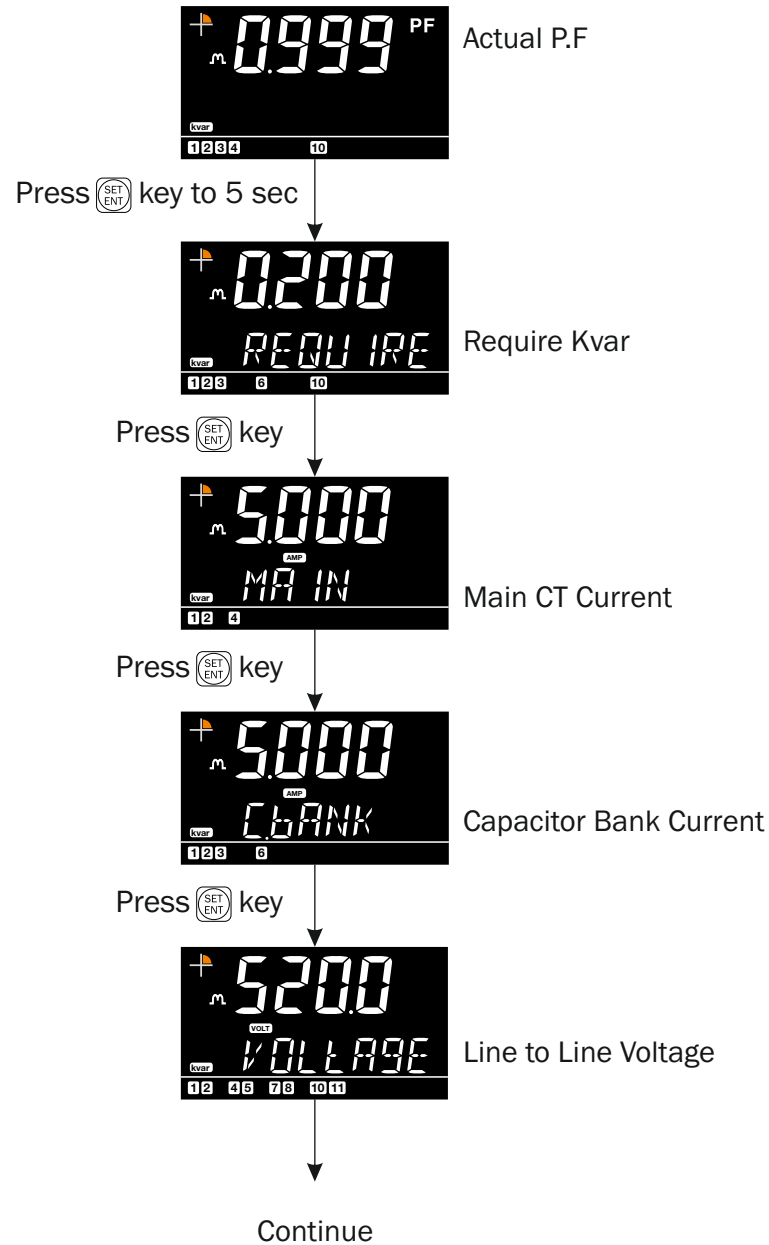 0.999 PF
Actual P.F
kvar
1 2 3 4 10
Press SET ENT key to 5 sec
0.200
REQUIRE
Require Kvar
kvar
1 2 3 6 10
Press SET ENT key
5.000
AMP
MAIN
Main CT Current
kvar
1 2 4
Press SET ENT key
5.000
AMP
C.bANK
Capacitor Bank Current
kvar
1 2 3 6
Press SET ENT key
520.0
VOLT
VOLtAGE
Line to Line Voltage
kvar
1 2 4 5 7 8 10 11
Continue